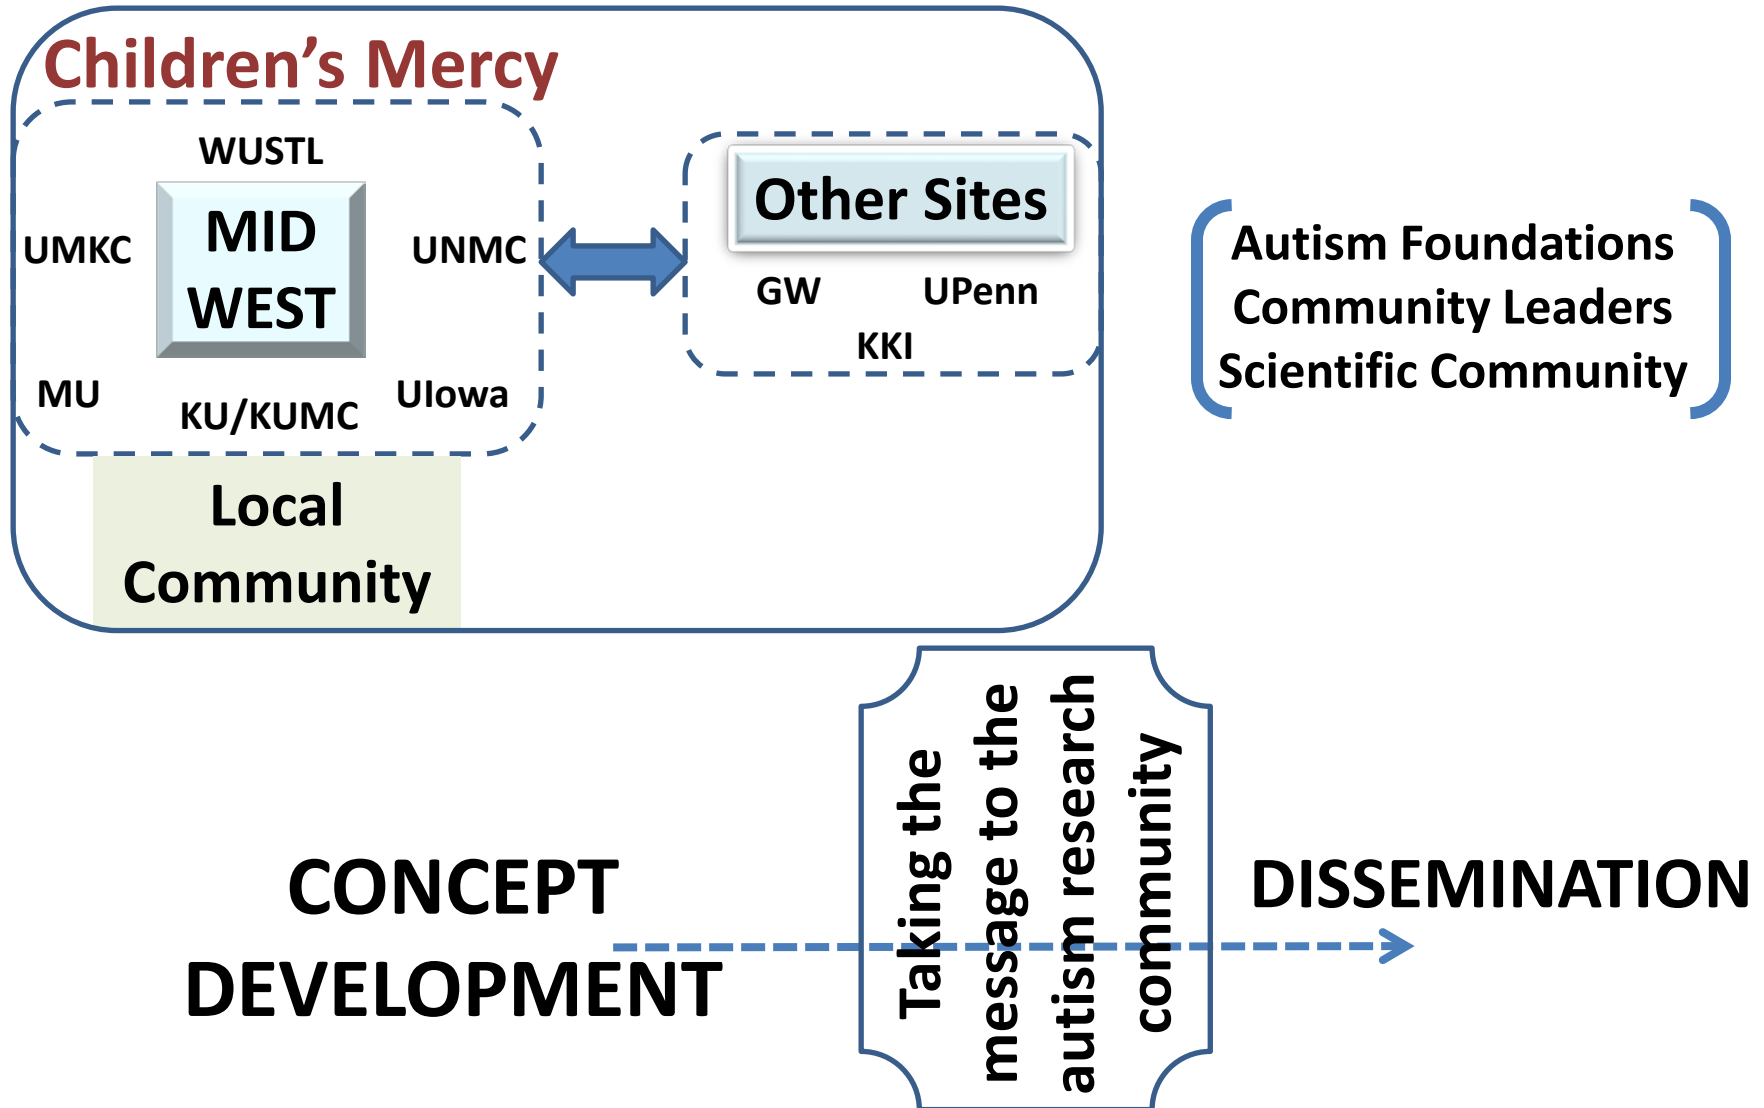 Children's Mercy
WUSTL
MID
WEST
UMKC
UNMC
MU
KU/KUMC
UIowa
Local
Community
Other Sites
GW
UPenn
KKI
Autism Foundations
Community Leaders
Scientific Community
CONCEPT
DEVELOPMENT
Taking the
message to the
autism research
community
DISSEMINATION